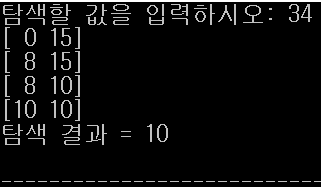 탐색할 값을 입력하시오: 34
[ 0 15]
[ 8 15]
[ 8 10]
[10 10]
탐색 결과 = 10
--------------------------------